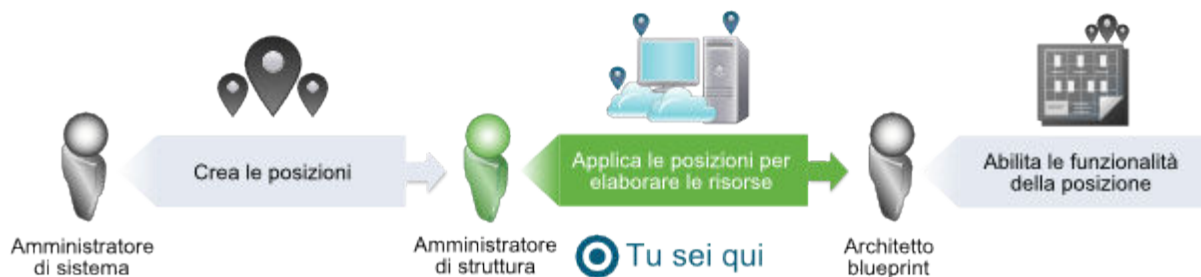 Crea le posizioni
Applica le posizioni per
elaborare le risorse
Abilita le funzionalità
della posizione
Amministratore
di sistema
Amministratore
di struttura
Tu sei qui
Architetto
blueprint